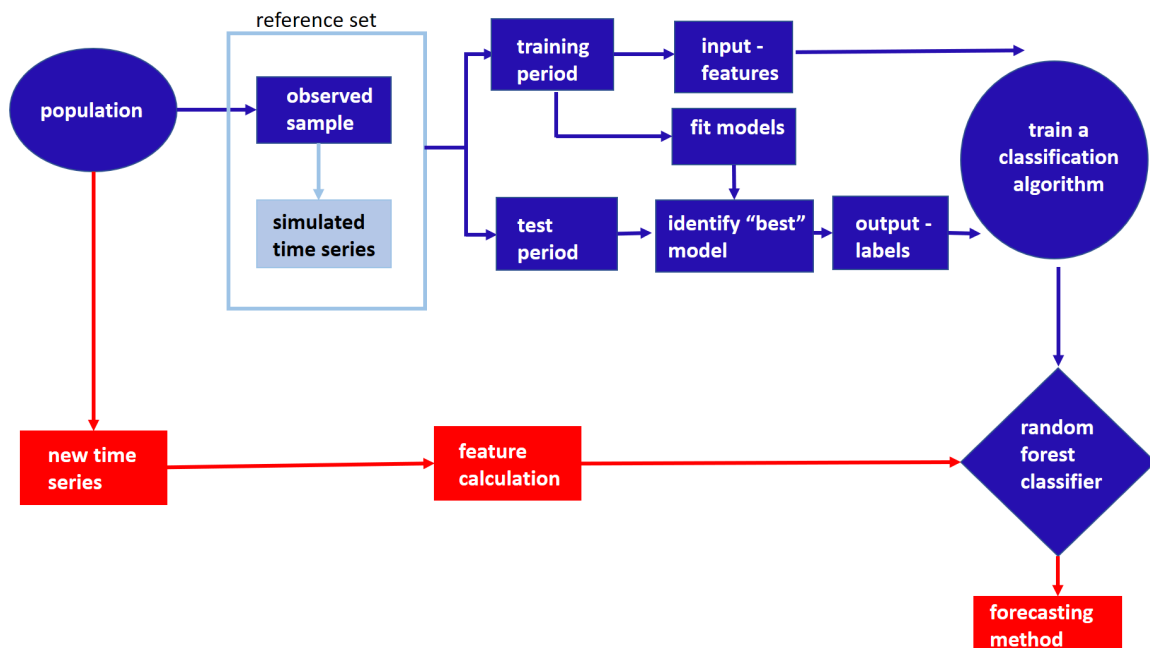 reference set
population
observed
sample
simulated
time series
training
period
input -
features
fit models
test
period
identify “best”
model
output -
labels
train a
classification
algorithm
new time
series
feature
calculation
random
forest
classifier
forecasting
method